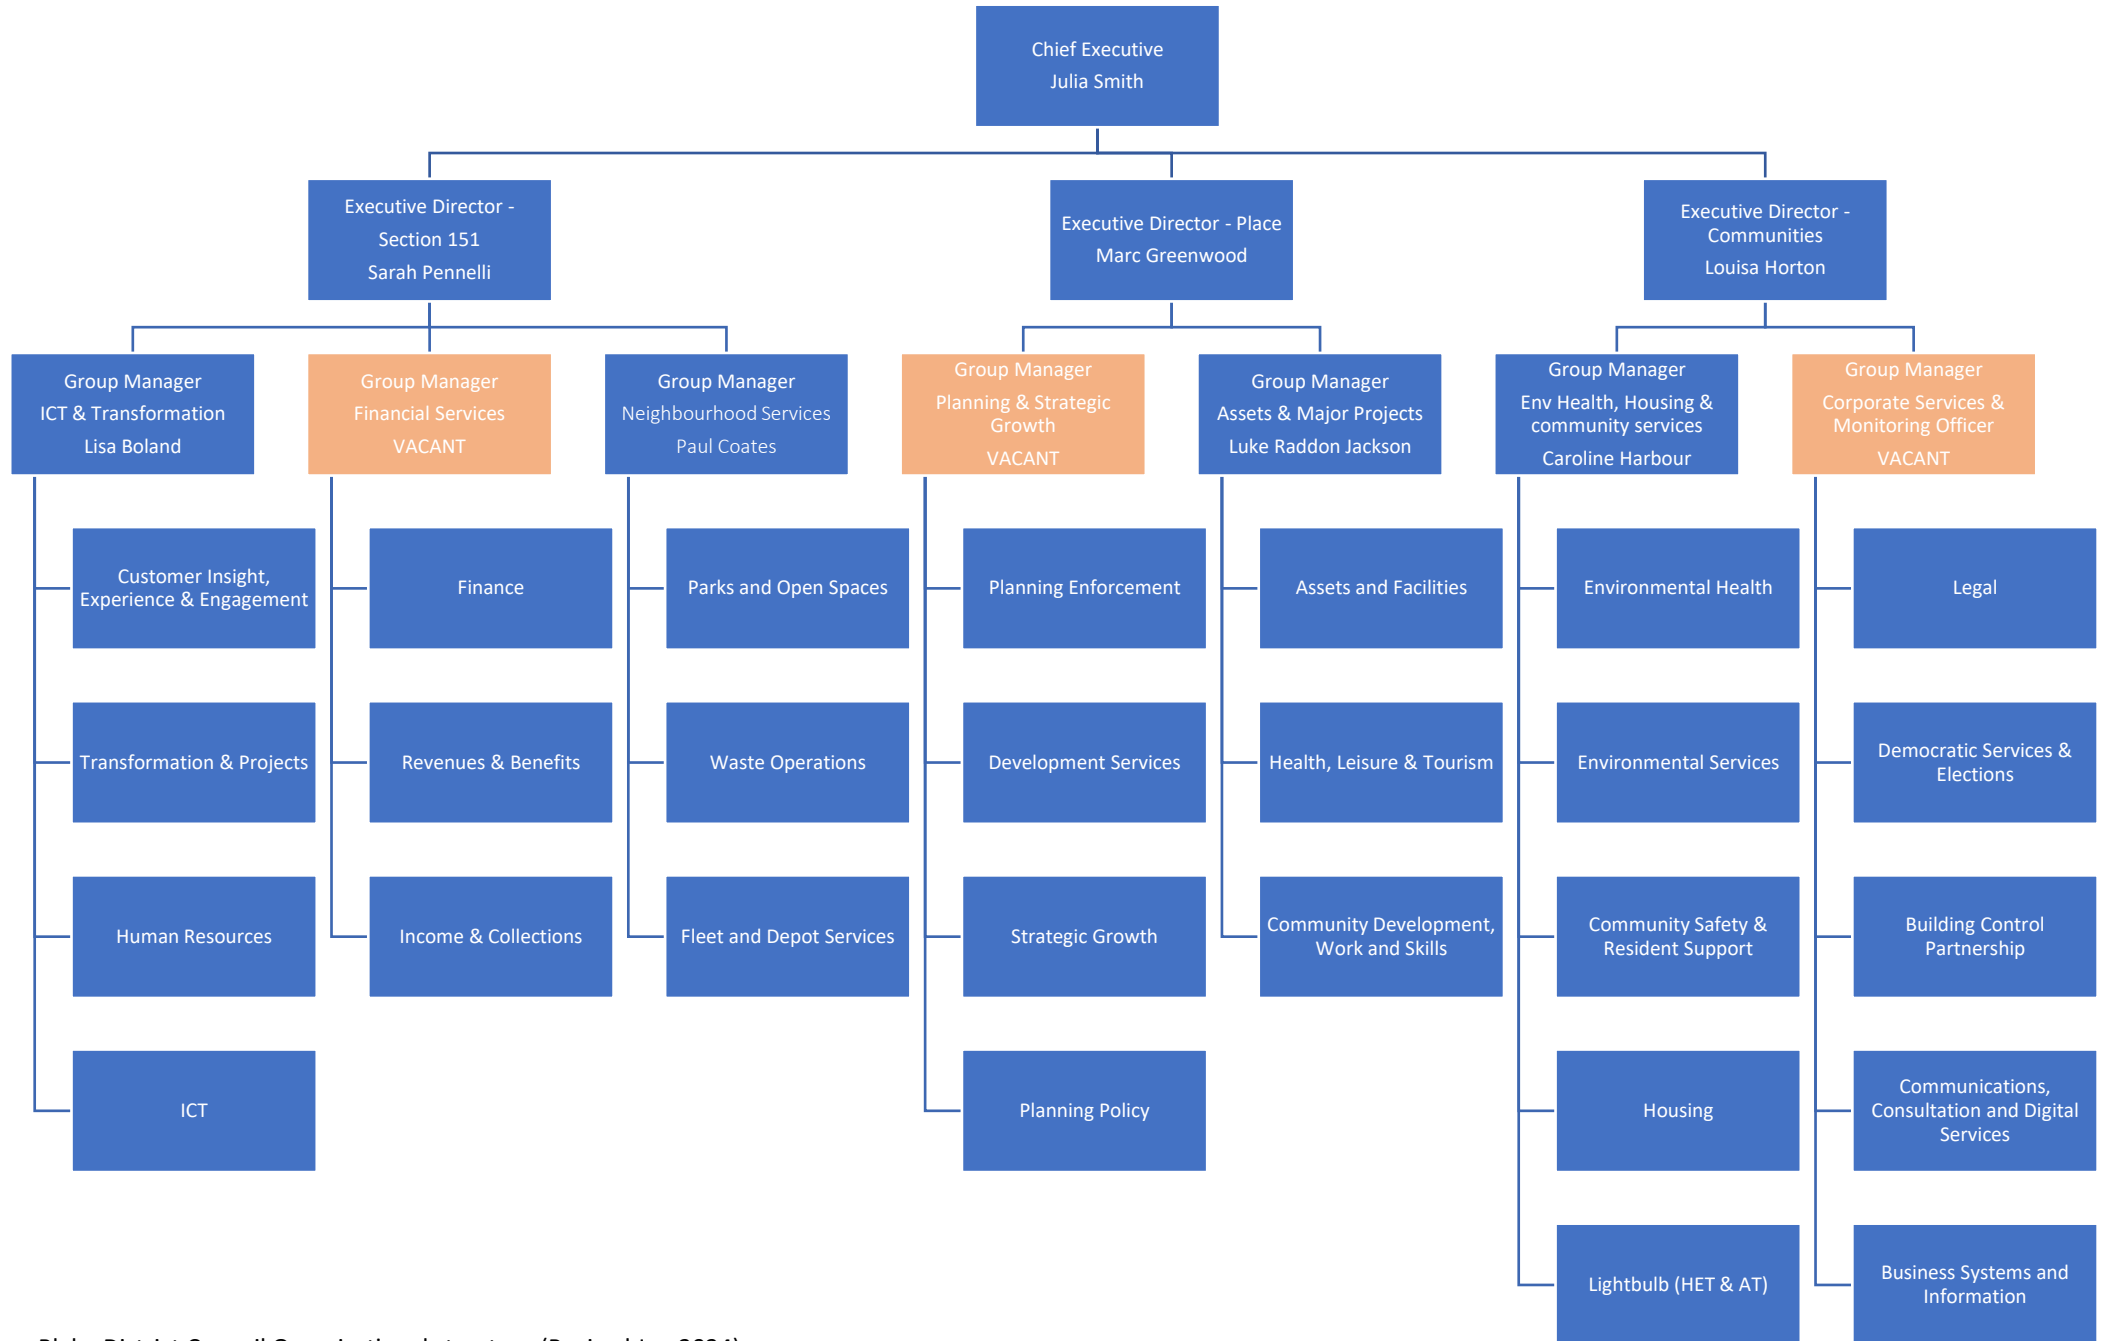 Chief Executive
Julia Smith
Executive Director -
Section 151
Sarah Pennelli
Executive Director - Place
Marc Greenwood
Executive Director -
Communities
Louisa Horton
Group Manager
ICT & Transformation
Lisa Boland
Group Manager
Financial Services
VACANT
Group Manager
Neighbourhood Services
Paul Coates
Group Manager
Planning & Strategic
Growth
VACANT
Group Manager
Assets & Major Projects
Luke Raddon Jackson
Group Manager
Env Health, Housing &
community services
Caroline Harbour
Group Manager
Corporate Services &
Monitoring Officer
VACANT
Customer Insight,
Experience & Engagement
Transformation & Projects
Human Resources
ICT
Finance
Revenues & Benefits
Income & Collections
Parks and Open Spaces
Waste Operations
Fleet and Depot Services
Planning Enforcement
Development Services
Strategic Growth
Planning Policy
Assets and Facilities
Health, Leisure & Tourism
Community Development,
Work and Skills
Environmental Health
Environmental Services
Community Safety &
Resident Support
Housing
Lightbulb (HET & AT)
Legal
Democratic Services &
Elections
Building Control
Partnership
Communications,
Consultation and Digital
Services
Business Systems and
Information
District Council